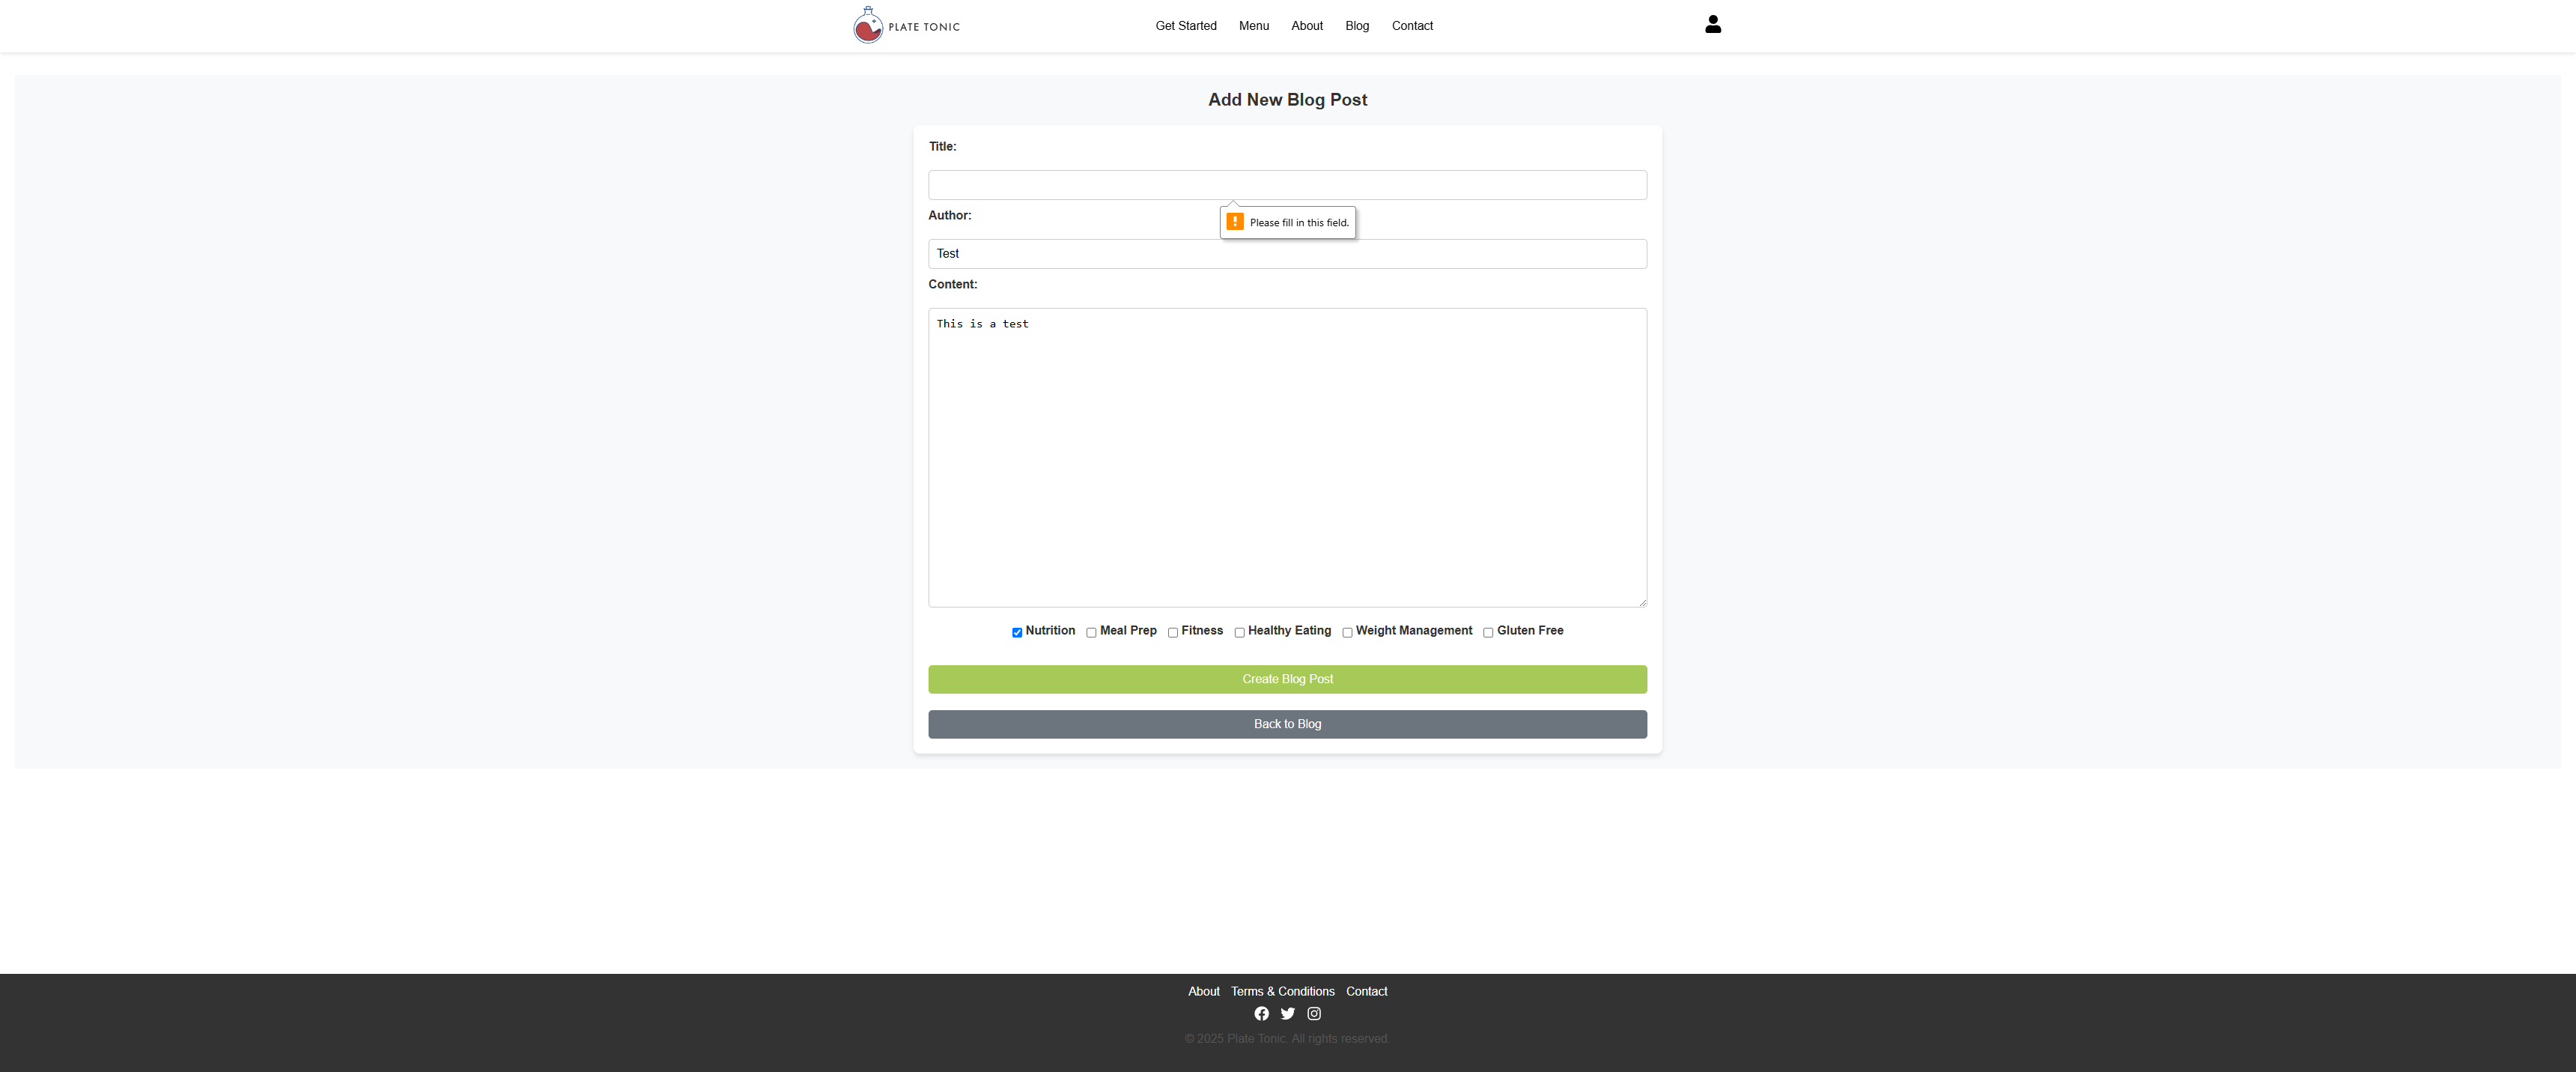 PLATE TONIC
Get Started Menu About Blog Contact
Add New Blog Post
Title:
Please fill in this field.
Author:
Test
Content:
This is a test
Nutrition Meal Prep Fitness Healthy Eating Weight Management Gluten Free
Create Blog Post
Back to Blog
About Terms & Conditions Contact
© 2025 Plate Tonic. All rights reserved.